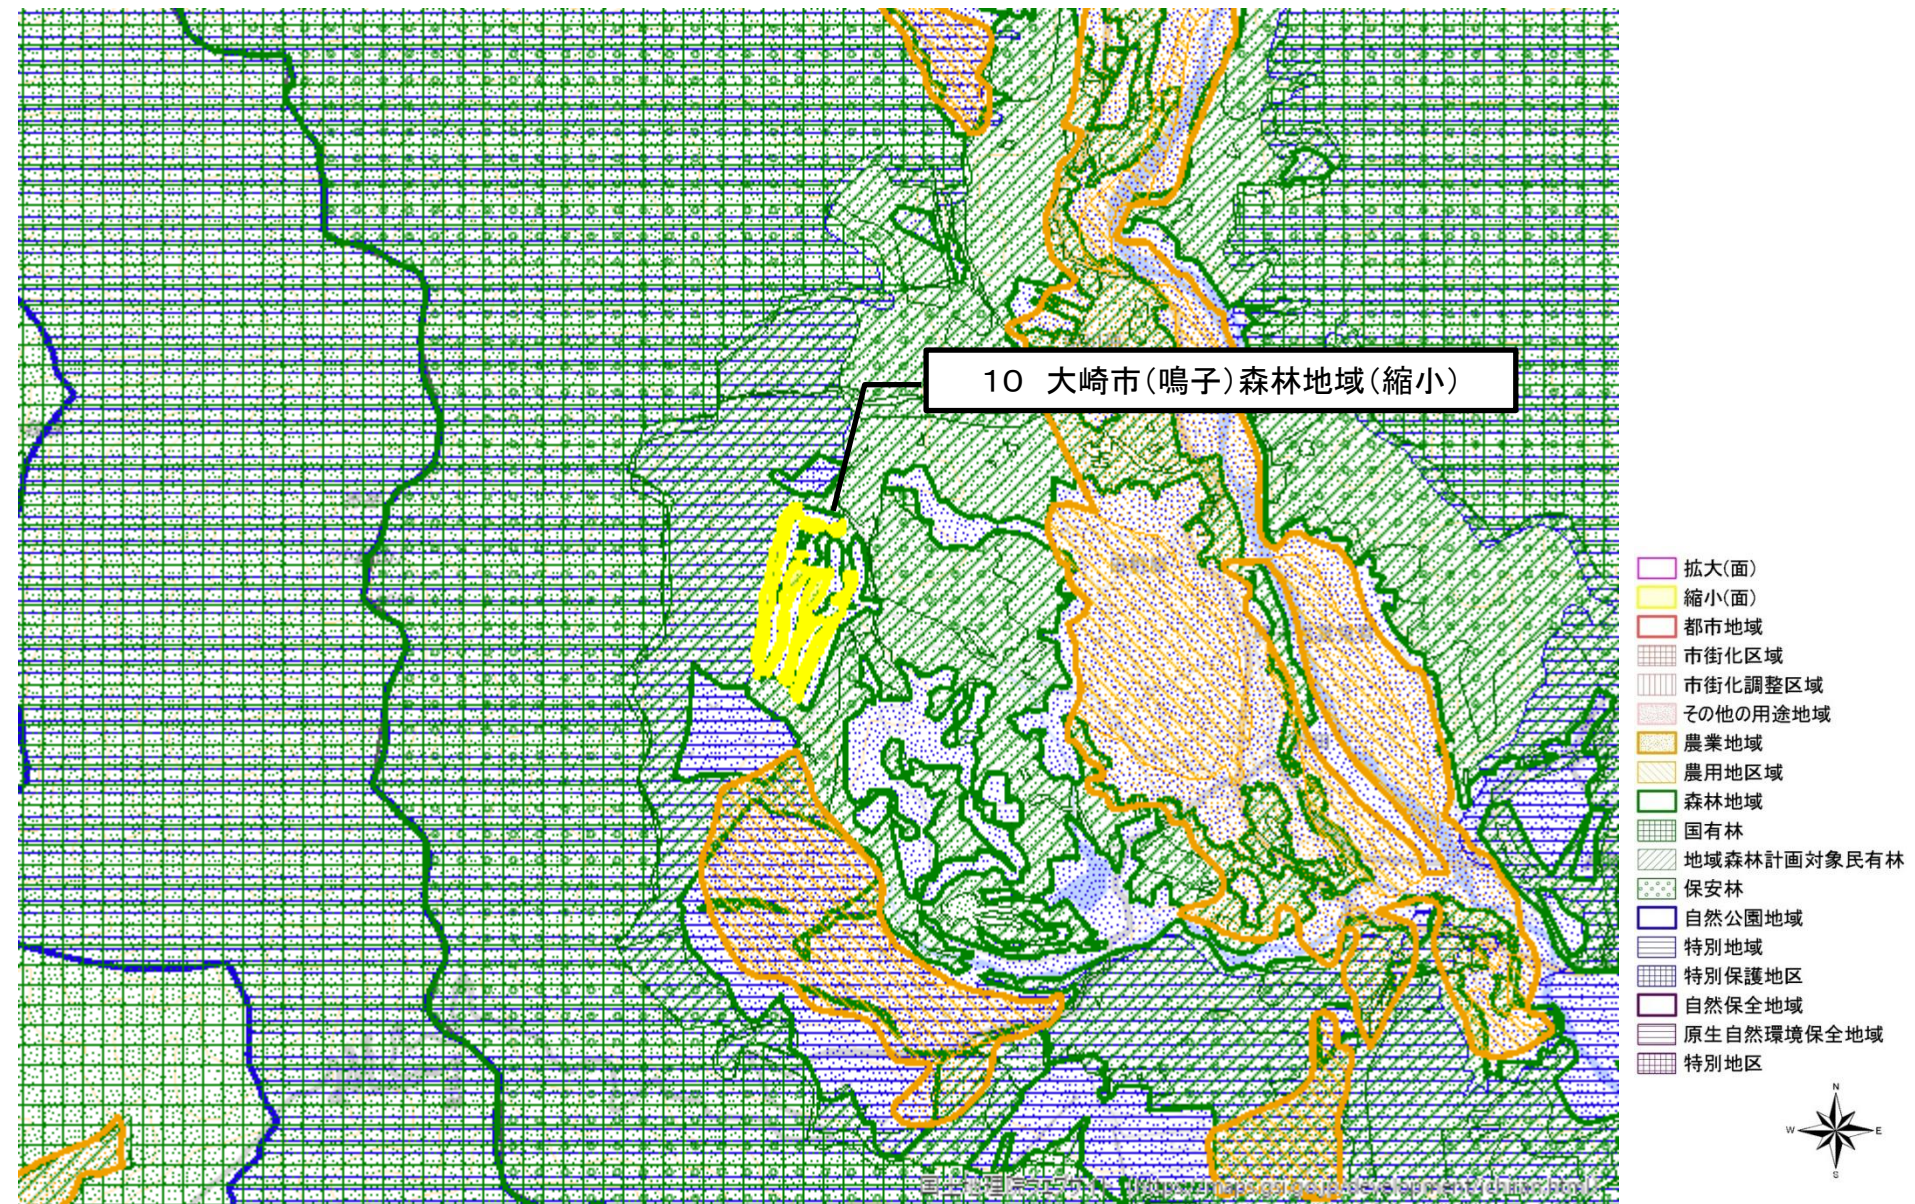 １０　大崎市（鳴子）森林地域（縮小）
拡大(面)
縮小(面)
都市地域
市街化区域
市街化調整区域
その他の用途地域
農業地域
農用地区域
森林地域
国有林
地域森林計画対象民有林
保安林
自然公園地域
特別地域
特別保護地区
自然保全地域
原生自然環境保全地域
特別地区
N
W E
S